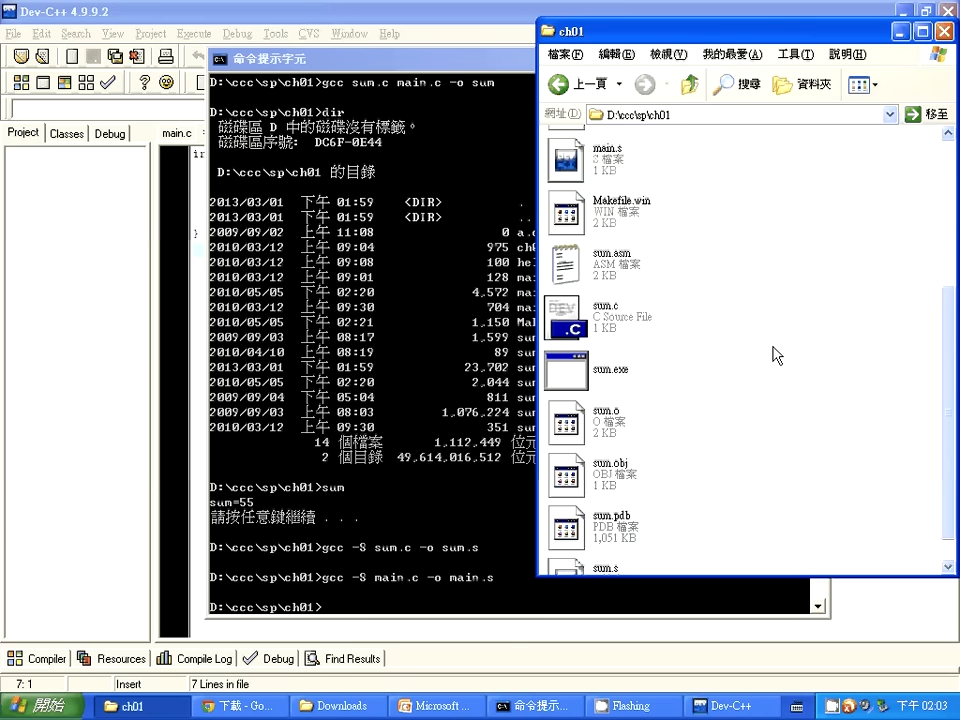 Dev-C++ 4.9.9.2
File Edit Search View Project Execute Debug Tools CVS Window Help
Project Classes Debug
main.c
命令提示字元
D:\ccc\sp\ch01>gcc sum.c main.c -o sum
D:\ccc\sp\ch01>dir
磁碟區 D 中的磁碟沒有標籤。
磁碟區序號: DC6F-0E44
D:\ccc\sp\ch01 的目錄
2013/03/01 下午 01:59 <DIR> .
2013/03/01 下午 01:59 <DIR> ..
2009/09/02 上午 11:08 0 a.o
2010/03/12 上午 09:04 975 ch0
2010/03/12 上午 09:08 100 hel
2010/03/12 上午 09:01 128 mai
2010/05/05 下午 02:20 4,572 mai
2010/03/12 上午 09:30 704 mai
2010/05/05 下午 02:21 1,150 Mak
2009/09/03 上午 08:17 1,599 sum
2010/04/10 上午 08:19 89 sum
2013/03/01 下午 01:59 23,702 sum
2010/05/05 下午 02:20 2,044 sum
2009/09/04 下午 05:04 811 sum
2009/09/03 上午 08:03 1,076,224 sum
2010/03/12 上午 09:30 351 sum
14 個檔案 1,112,449 位元
2 個目錄 49,614,016,512 位元
D:\ccc\sp\ch01>sum
sum=55
請按任意鍵繼續 . . .
D:\ccc\sp\ch01>gcc -S sum.c -o sum.s
D:\ccc\sp\ch01>gcc -S main.c -o main.s
D:\ccc\sp\ch01>
ch01
檔案(F) 編輯(E) 檢視(V) 我的最愛(A) 工具(T) 說明(H)
上一頁 搜尋 資料夾
網址(D) D:\ccc\sp\ch01 移至
main.s
S 檔案
1 KB
Makefile.win
WIN 檔案
2 KB
sum.asm
ASM 檔案
2 KB
sum.c
C Source File
1 KB
sum.exe
sum.o
O 檔案
2 KB
sum.obj
OBJ 檔案
1 KB
sum.pdb
PDB 檔案
1,051 KB
sum.s
Compiler Resources Compile Log Debug Find Results
7: 1 Insert 7 Lines in file
開始 ch01 下載 - Go... Downloads Microsoft ... 命令提示... Flashing Dev-C++ 下午 02:03